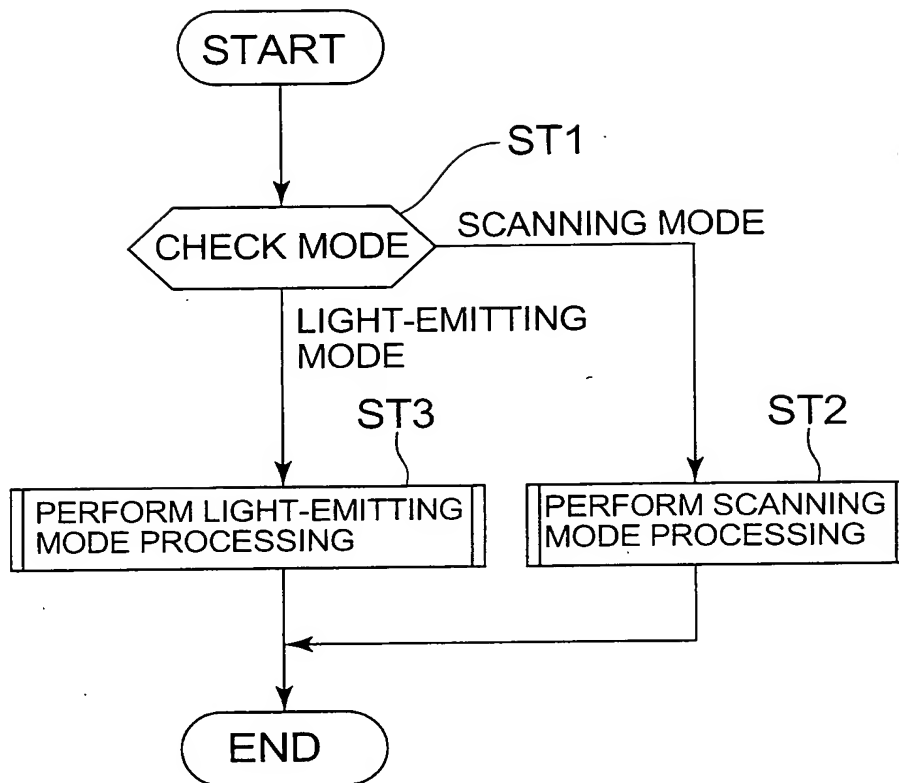 START
ST1
CHECK MODE
SCANNING MODE
LIGHT-EMITTING
MODE
ST3
ST2
PERFORM LIGHT-EMITTING
MODE PROCESSING
PERFORM SCANNING
MODE PROCESSING
END